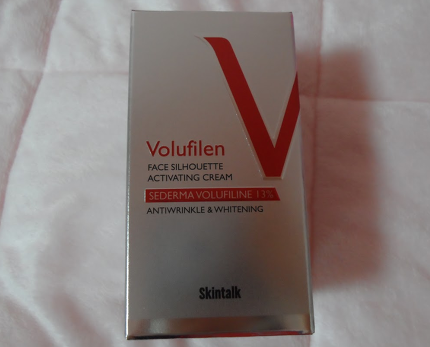 V
Volufilen
FACE SILHOUETTE
ACTIVATING CREAM
SEDERMA VOLUFILINE 13%
ANTIWRINKLE & WHITENING
Skintalk